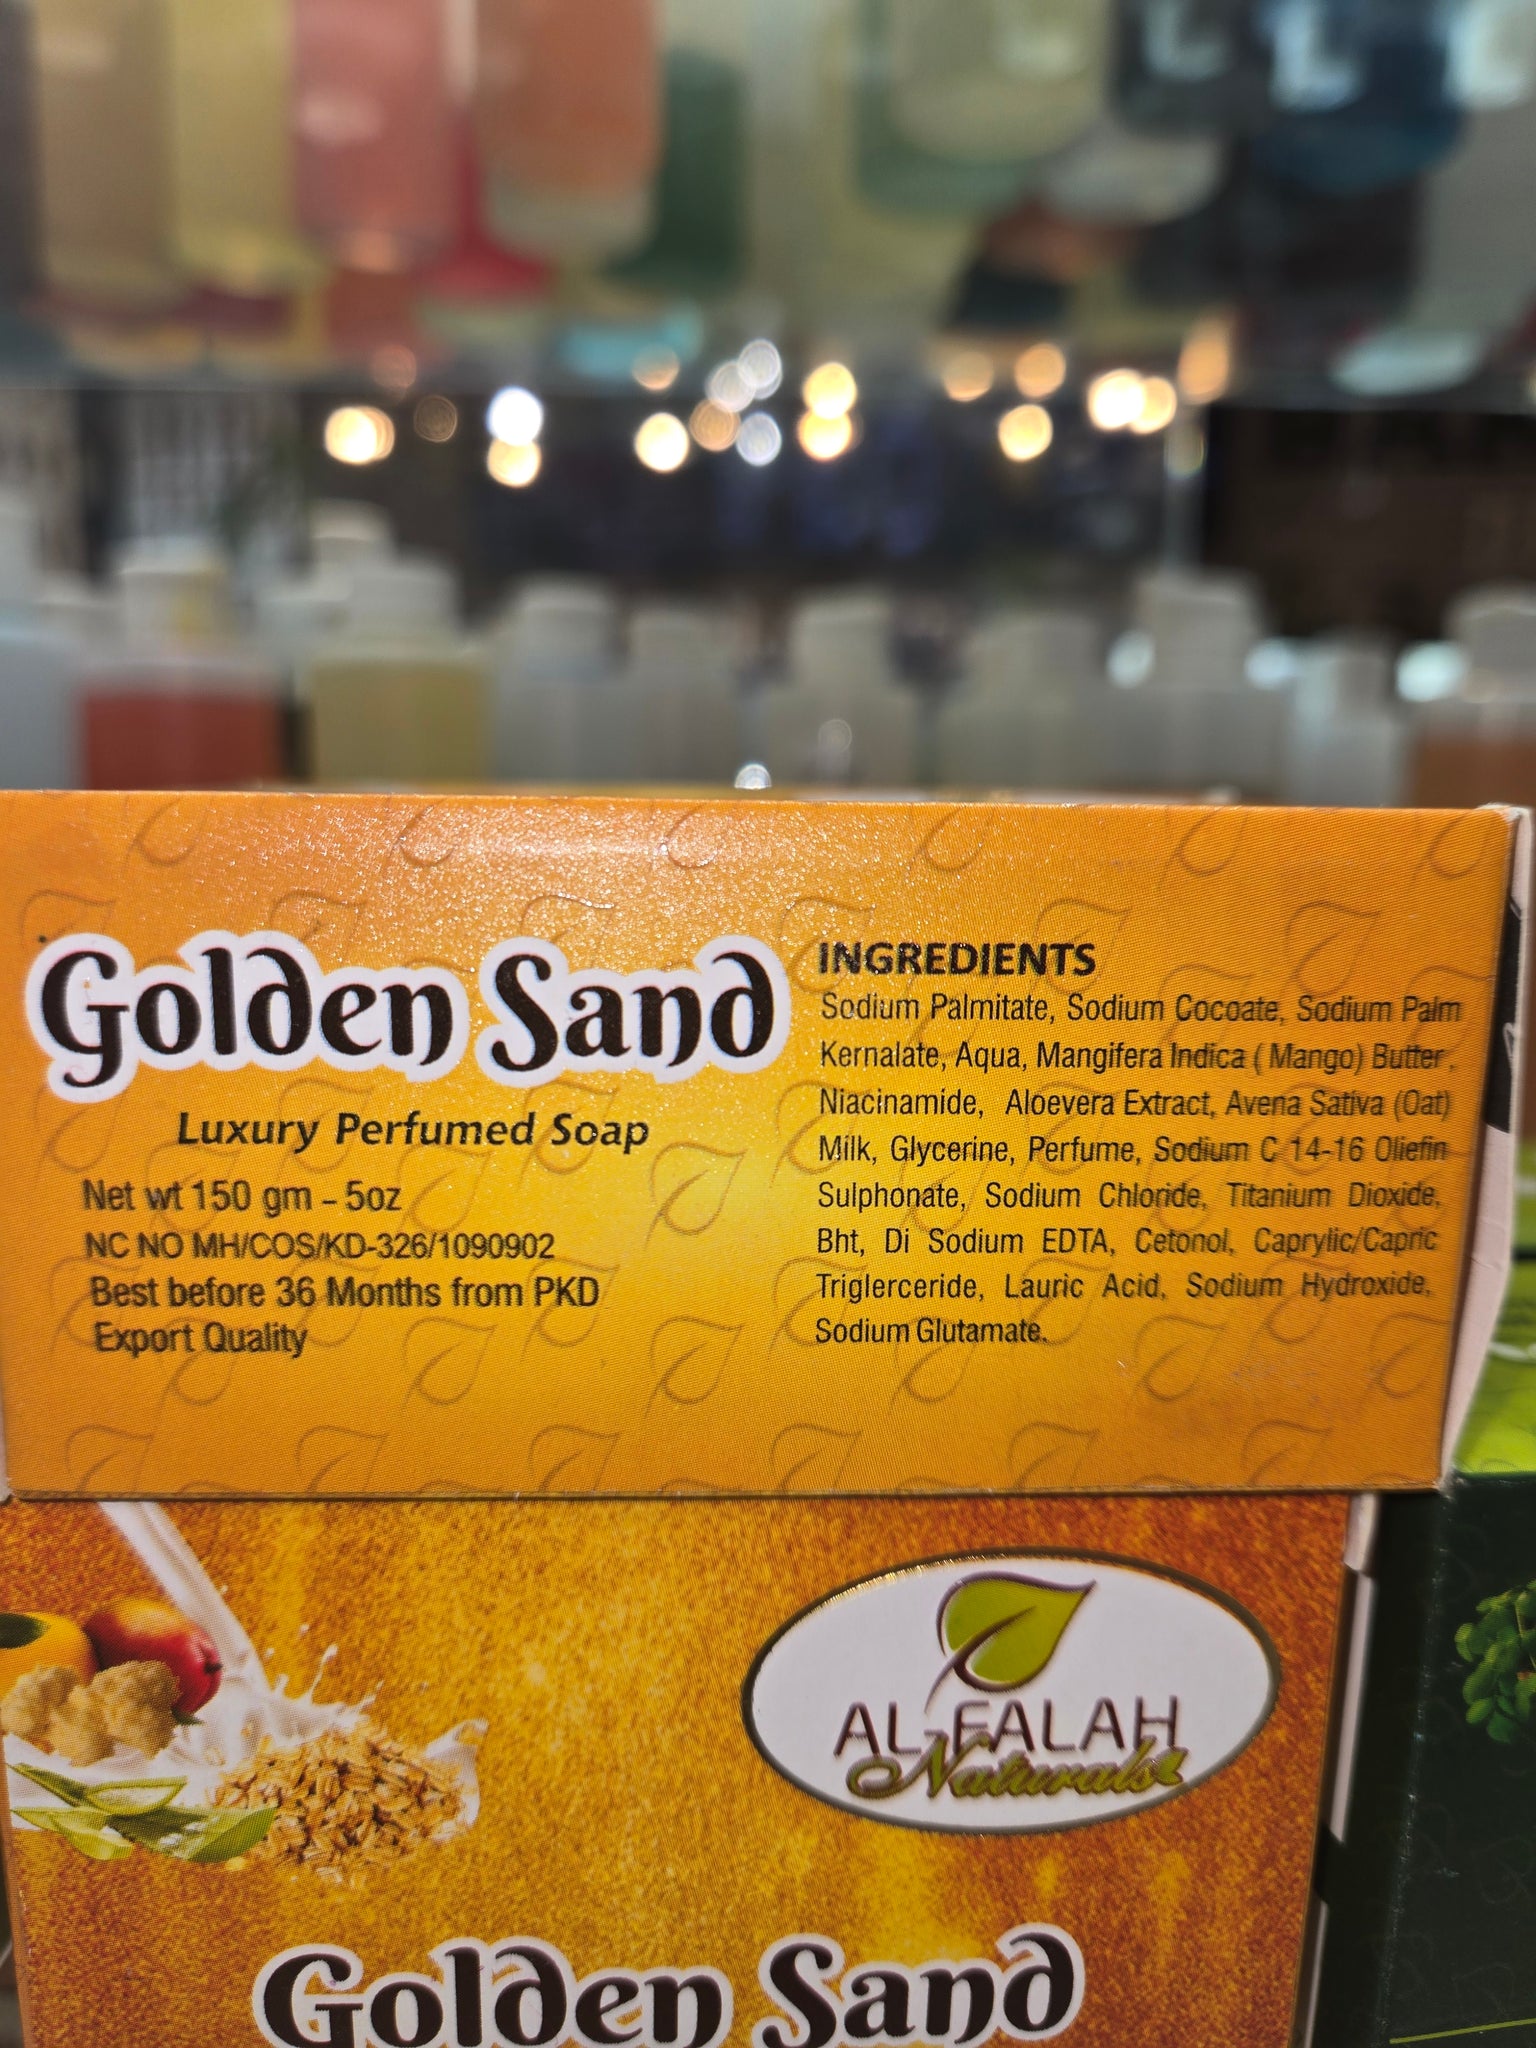 Golden Sand
Luxury Perfumed Soap
Net wt 150 gm - 5oz
NC NO MH/COS/KD-326/1090902
Best before 36 Months from PKD
Export Quality
INGREDIENTS
Sodium Palmitate, Sodium Cocoate, Sodium Palm
Kernalate, Aqua, Mangifera Indica ( Mango) Butter,
Niacinamide, Aloevera Extract, Avena Sativa (Oat)
Milk, Glycerine, Perfume, Sodium C 14-16 Oliefin
Sulphonate, Sodium Chloride, Titanium Dioxide,
Bht, Di Sodium EDTA, Cetonol, Caprylic/Capric
Triglerceride, Lauric Acid, Sodium Hydroxide,
Sodium Glutamate.
AL-FALAH
Naturals
Golden Sand